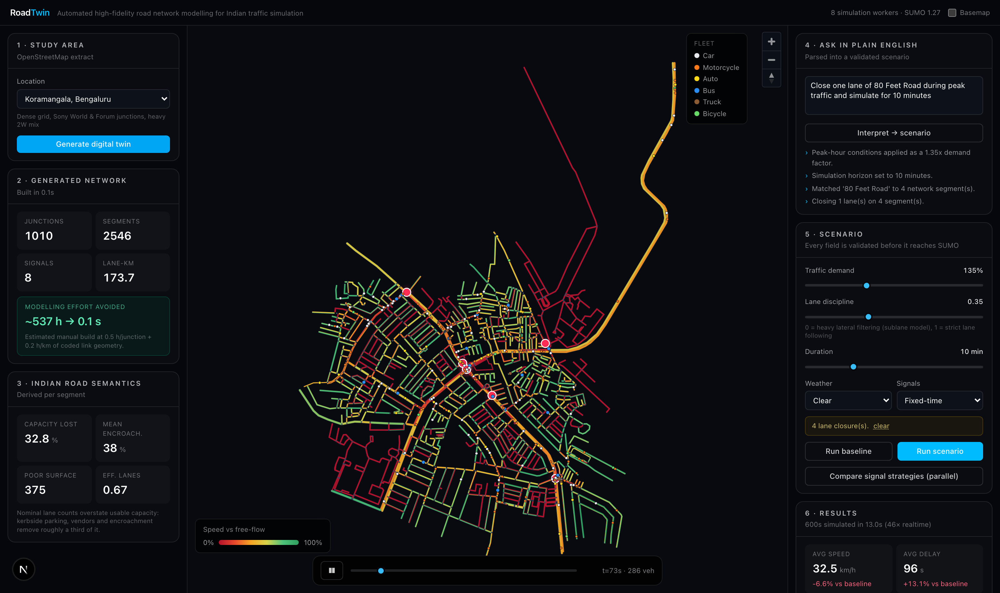 RoadTwin Automated high-fidelity road network modelling for Indian traffic simulation
8 simulation workers · SUMO 1.27 Basemap
1 · STUDY AREA
OpenStreetMap extract
Location
Koramangala, Bengaluru
Dense grid, Sony World & Forum junctions, heavy
2W mix
Generate digital twin
2 · GENERATED NETWORK
Built in 0.1s
JUNCTIONS
1010
SEGMENTS
2546
SIGNALS
8
LANE-KM
173.7
MODELLING EFFORT AVOIDED
~537 h → 0.1 s
Estimated manual build at 0.5 h/junction +
0.2 h/km of coded link geometry.
3 · INDIAN ROAD SEMANTICS
Derived per segment
CAPACITY LOST
32.8 %
MEAN
ENCROACH.
38 %
POOR SURFACE
375
EFF. LANES
0.67
Nominal lane counts overstate usable capacity:
kerbside parking, vendors and encroachment
remove roughly a third of it.
N
FLEET
Car
Motorcycle
Auto
Bus
Truck
Bicycle
Speed vs free-flow
0% 100%
t=73s · 286 veh
4 · ASK IN PLAIN ENGLISH
Parsed into a validated scenario
Close one lane of 80 Feet Road during peak
traffic and simulate for 10 minutes
Interpret → scenario
› Peak-hour conditions applied as a 1.35x demand
factor.
› Simulation horizon set to 10 minutes.
› Matched '80 Feet Road' to 4 network segment(s).
› Closing 1 lane(s) on 4 segment(s).
5 · SCENARIO
Every field is validated before it reaches SUMO
Traffic demand 135%
Lane discipline 0.35
0 = heavy lateral filtering (sublane model), 1 = strict lane
following
Duration 10 min
Weather Signals
Clear Fixed-time
4 lane closure(s). clear
Run baseline Run scenario
Compare signal strategies (parallel)
6 · RESULTS
600s simulated in 13.0s (46× realtime)
AVG SPEED
32.5 km/h
-6.6% vs baseline
AVG DELAY
96 s
+13.1% vs baseline